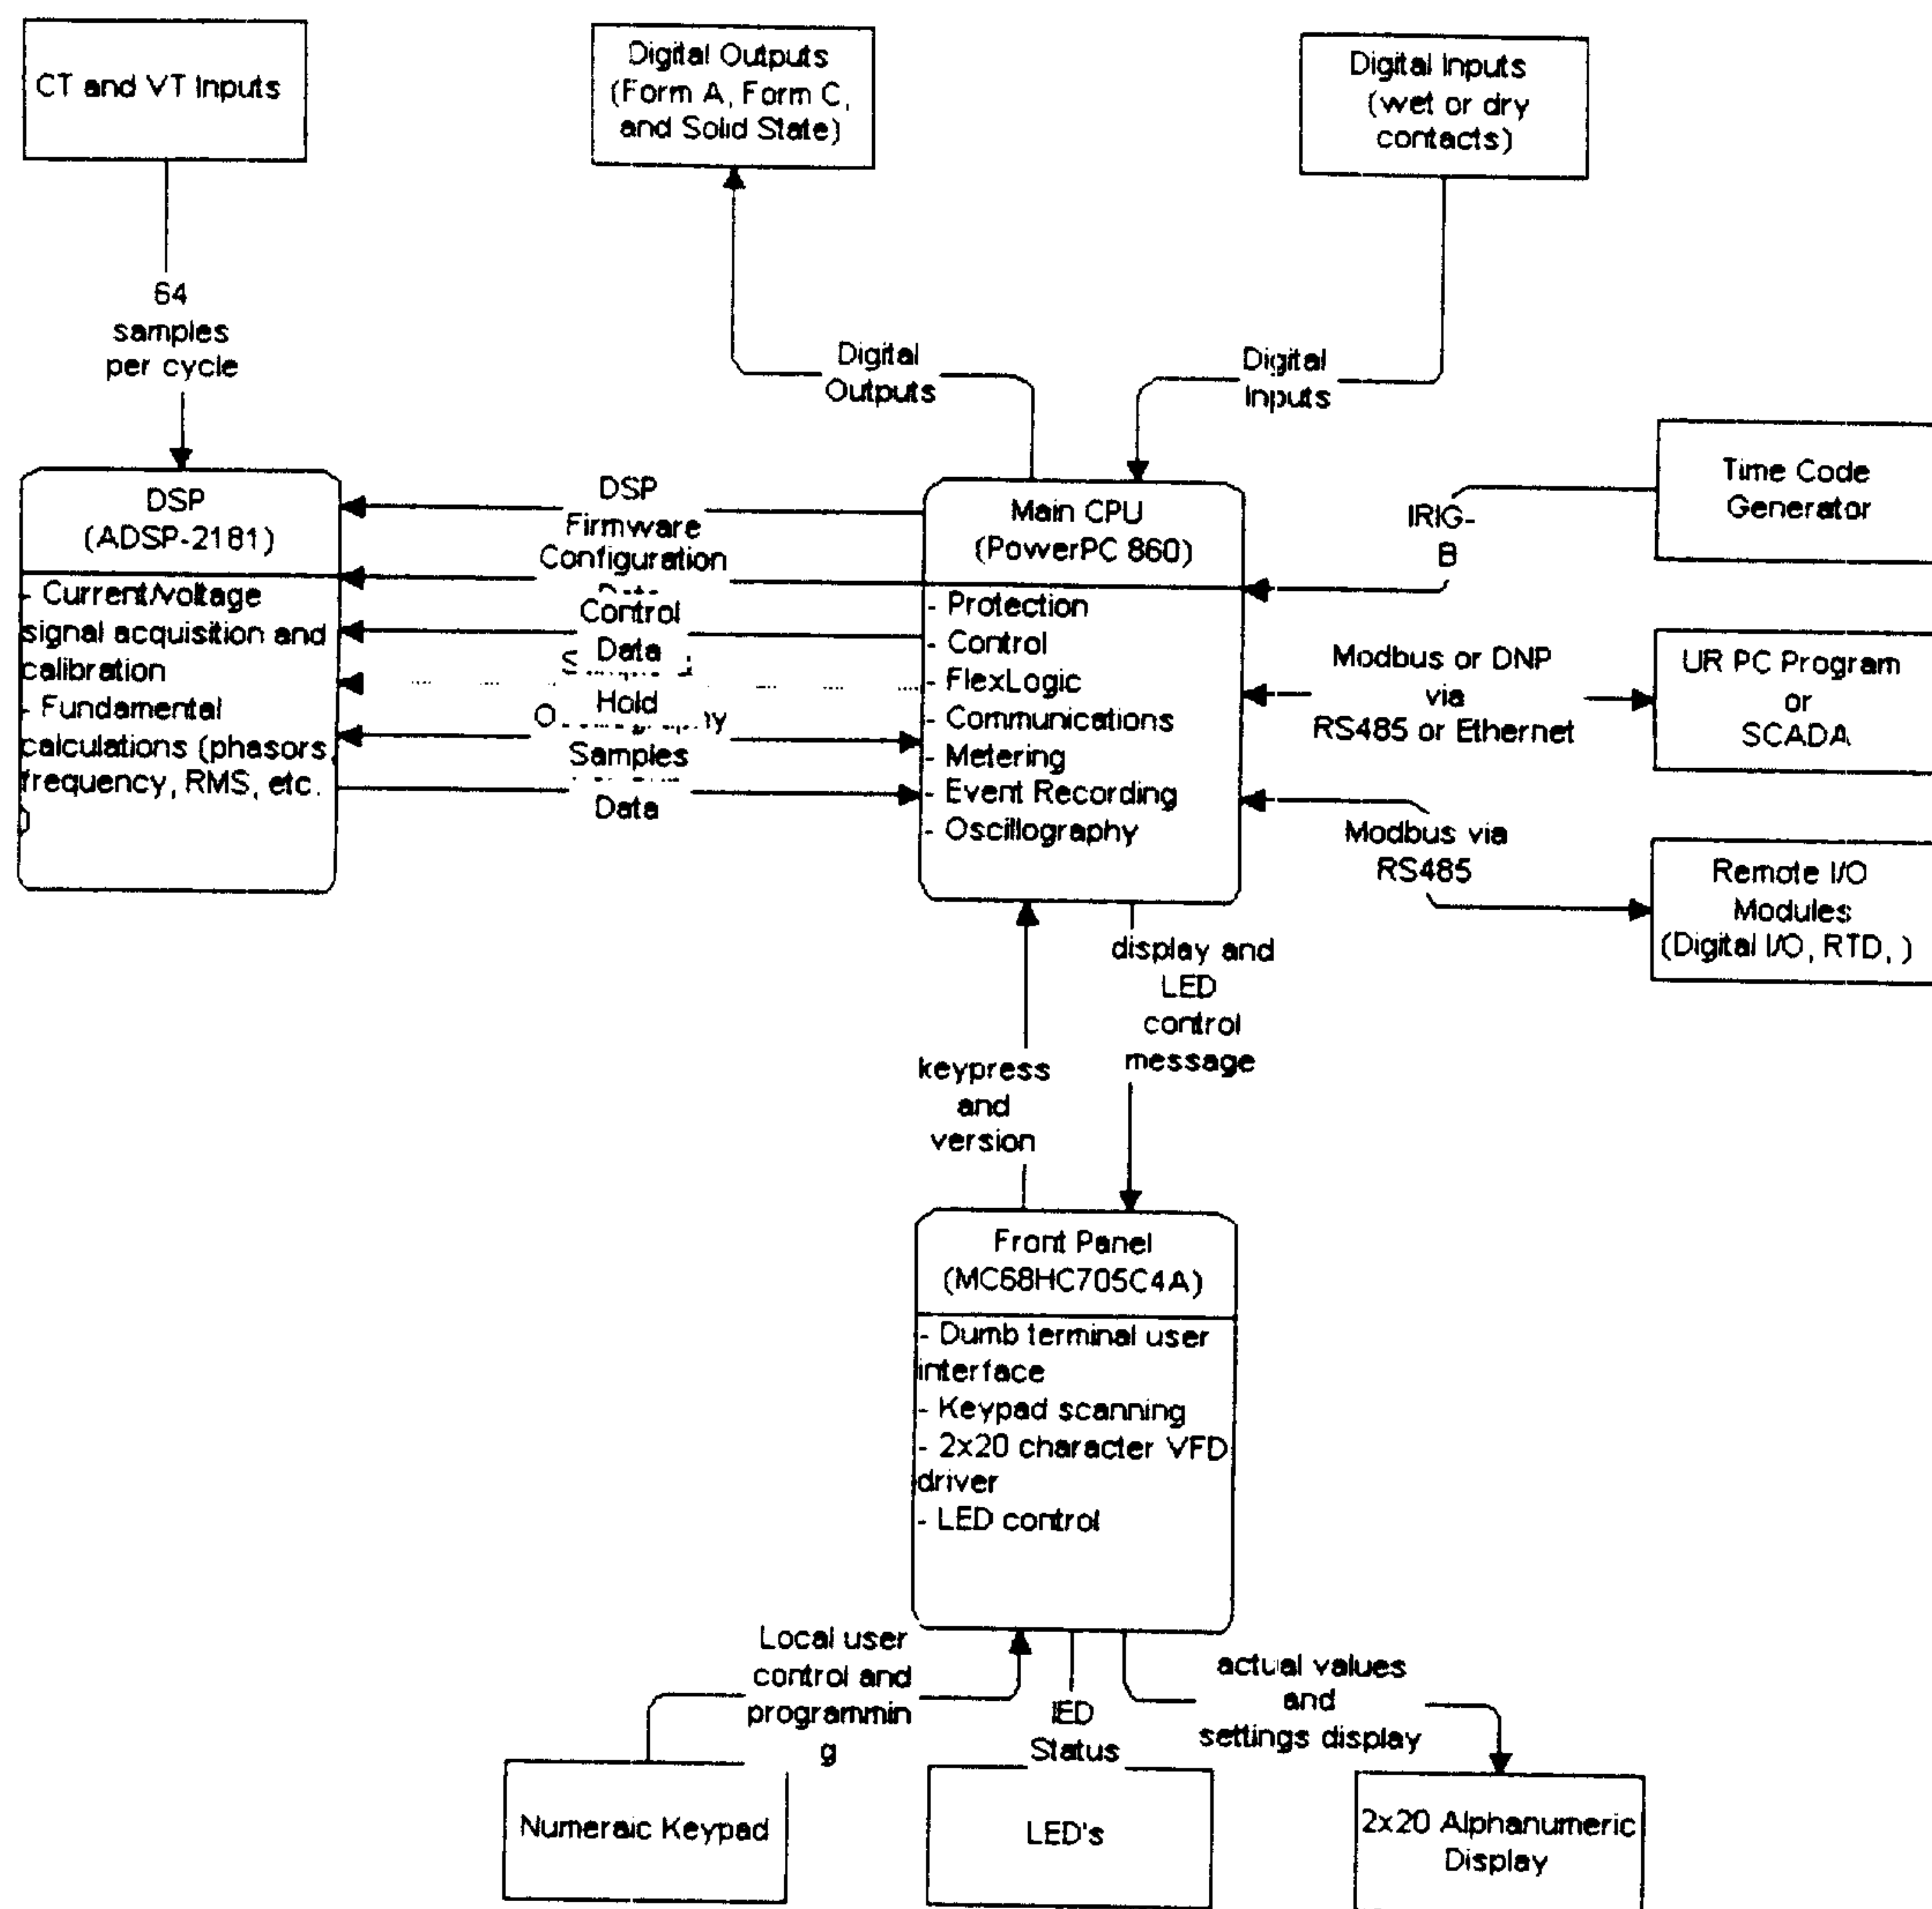 CT and VT Inputs
Digital Outputs
(Form A, Form C,
and Solid State)
Digital Inputs
(wet or dry
contacts)
64
samples
per cycle
Digital
Outputs
Digital
Inputs
DSP
(ADSP-2181)
- Current/voltage
signal acquisition and
calibration
- Fundamental
calculations (phasors,
frequency, RMS, etc.
)
DSP
Firmware
Configuration
Control
Data
Hold
Samples
Data
Main CPU
(PowerPC 860)
- Protection
- Control
- FlexLogic
- Communications
- Metering
- Event Recording
- Oscillography
IRIG-
B
Time Code
Generator
Modbus or DNP
via
RS485 or Ethernet
UR PC Program
or
SCADA
Modbus via
RS485
Remote I/O
Modules
(Digital I/O, RTD, )
keypress
and
version
display and
LED
control
message
Front Panel
(MC68HC705C4A)
- Dumb terminal user
interface
- Keypad scanning
- 2x20 character VFD
driver
- LED control
Local user
control and
programmin
g
IED
Status
actual values
and
settings display
Numeraic Keypad
LED's
2x20 Alphanumeric
Display